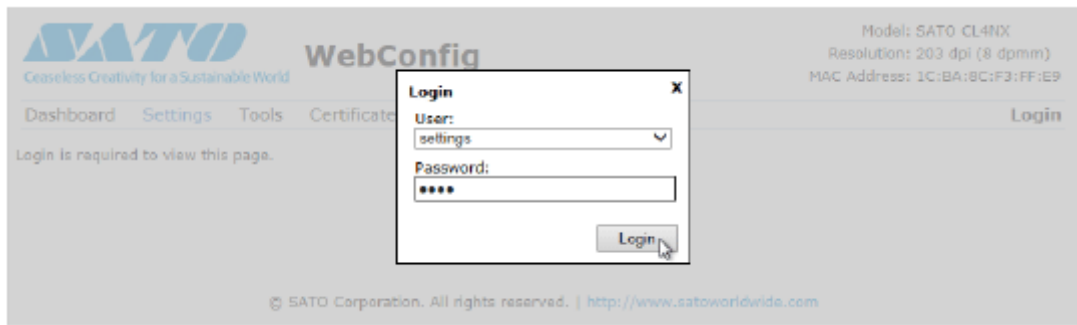 SATO
Ceaseless Creativity for a Sustainable World
WebConfig
Model: SATO CL4NX
Resolution: 203 dpi (8 dpmm)
MAC Address: 1C:BA:8C:F3:FF:E9
Dashboard Settings Tools Certificate
Login
Login is required to view this page.
Login x
User:
settings
Password:
••••
Login
© SATO Corporation. All rights reserved. | http://www.satoworldwide.com